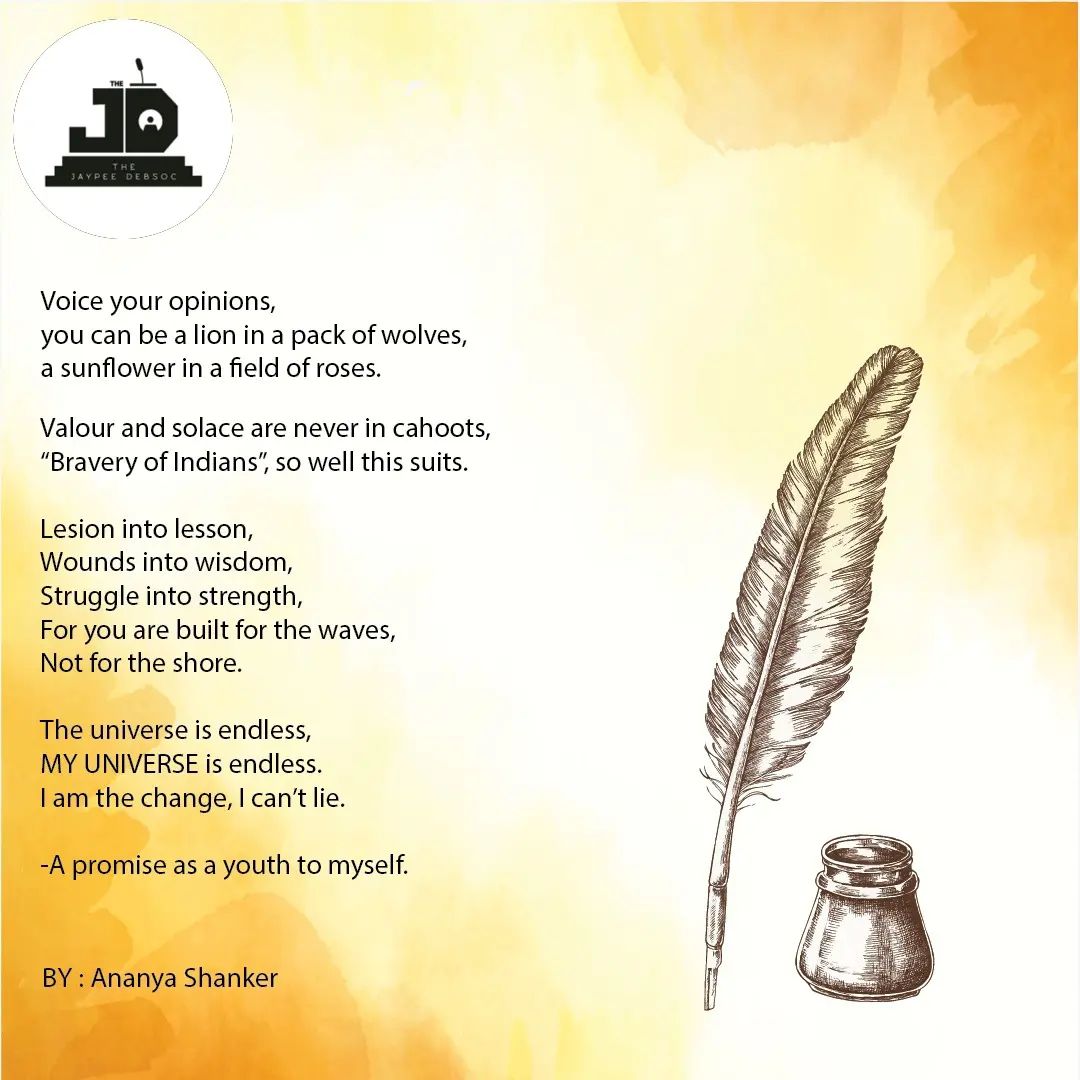 THE
JD
THE
JAYPEE DEBSOC
Voice your opinions,
you can be a lion in a pack of wolves,
a sunflower in a field of roses.
Valour and solace are never in cahoots,
“Bravery of Indians”, so well this suits.
Lesion into lesson,
Wounds into wisdom,
Struggle into strength,
For you are built for the waves,
Not for the shore.
The universe is endless,
MY UNIVERSE is endless.
I am the change, I can’t lie.
-A promise as a youth to myself.
BY : Ananya Shanker